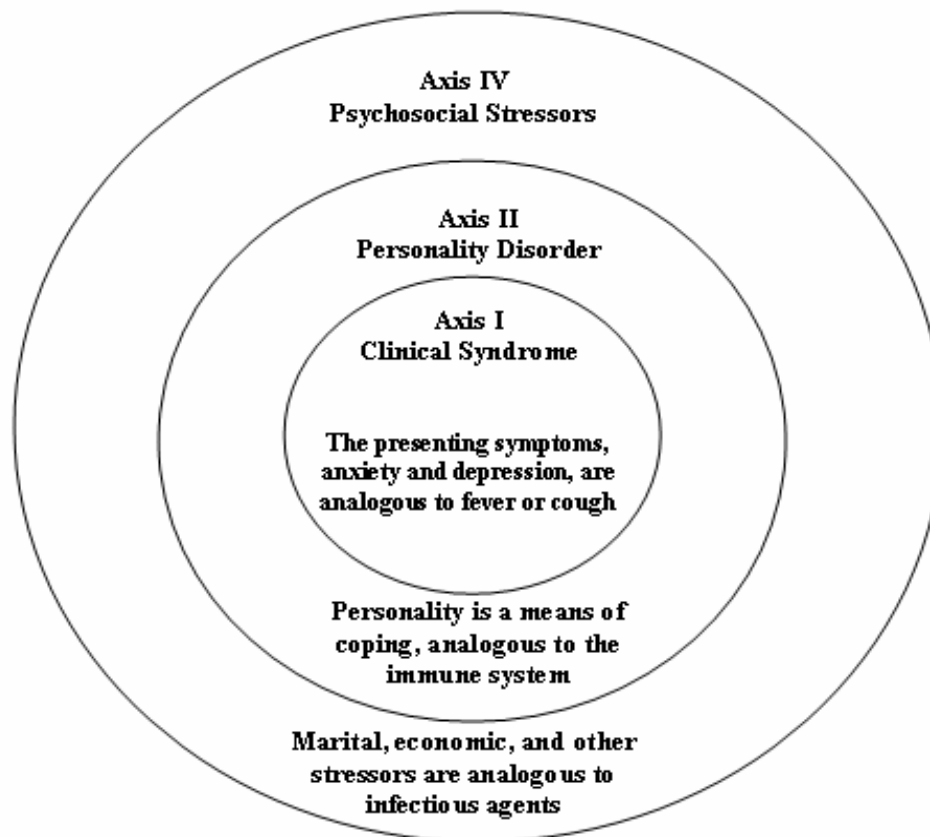 Axis IV
Psychosocial Stressors
Axis II
Personality Disorder
Axis I
Clinical Syndrome
The presenting symptoms,
anxiety and depression, are
analogous to fever or cough
Personality is a means of
coping, analogous to the
immune system
Marital, economic, and other
stressors are analogous to
infectious agents